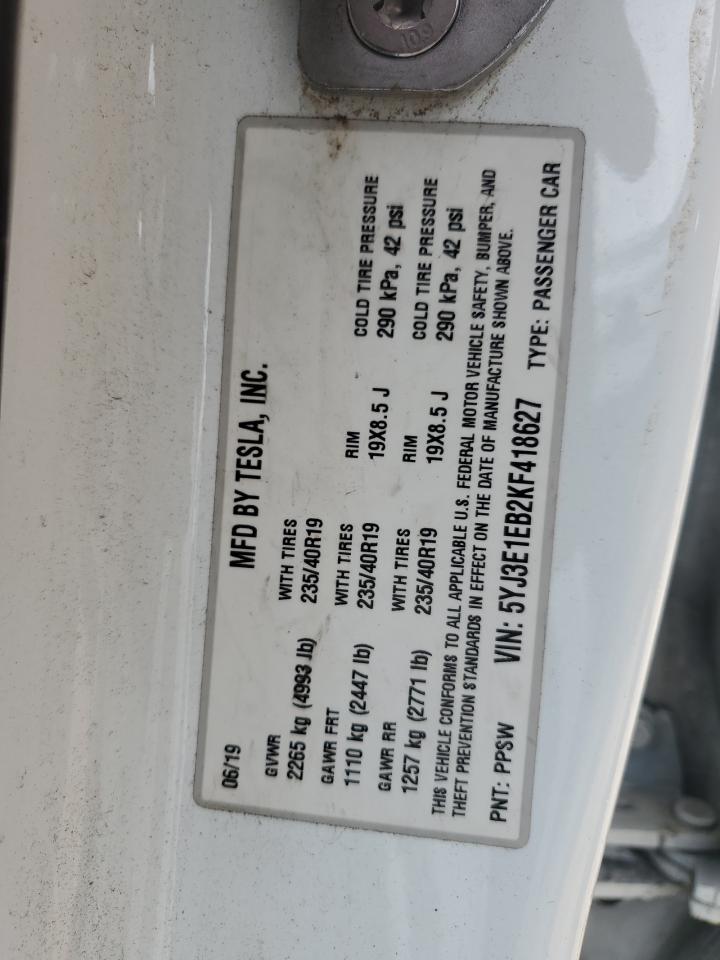 10.9
06/19 MFD BY TESLA, INC.
GVWR WITH TIRES
2265 kg (4993 lb) 235/40R19
GAWR FRT WITH TIRES RIM COLD TIRE PRESSURE
1110 kg (2447 lb) 235/40R19 19X8.5 J 290 kPa, 42 psi
GAWR RR WITH TIRES RIM COLD TIRE PRESSURE
1257 kg (2771 lb) 235/40R19 19X8.5 J 290 kPa, 42 psi
THIS VEHICLE CONFORMS TO ALL APPLICABLE U.S. FEDERAL MOTOR VEHICLE SAFETY, BUMPER, AND
THEFT PREVENTION STANDARDS IN EFFECT ON THE DATE OF MANUFACTURE SHOWN ABOVE.
PNT: PPSW VIN: 5YJ3E1EB2KF418627 TYPE: PASSENGER CAR